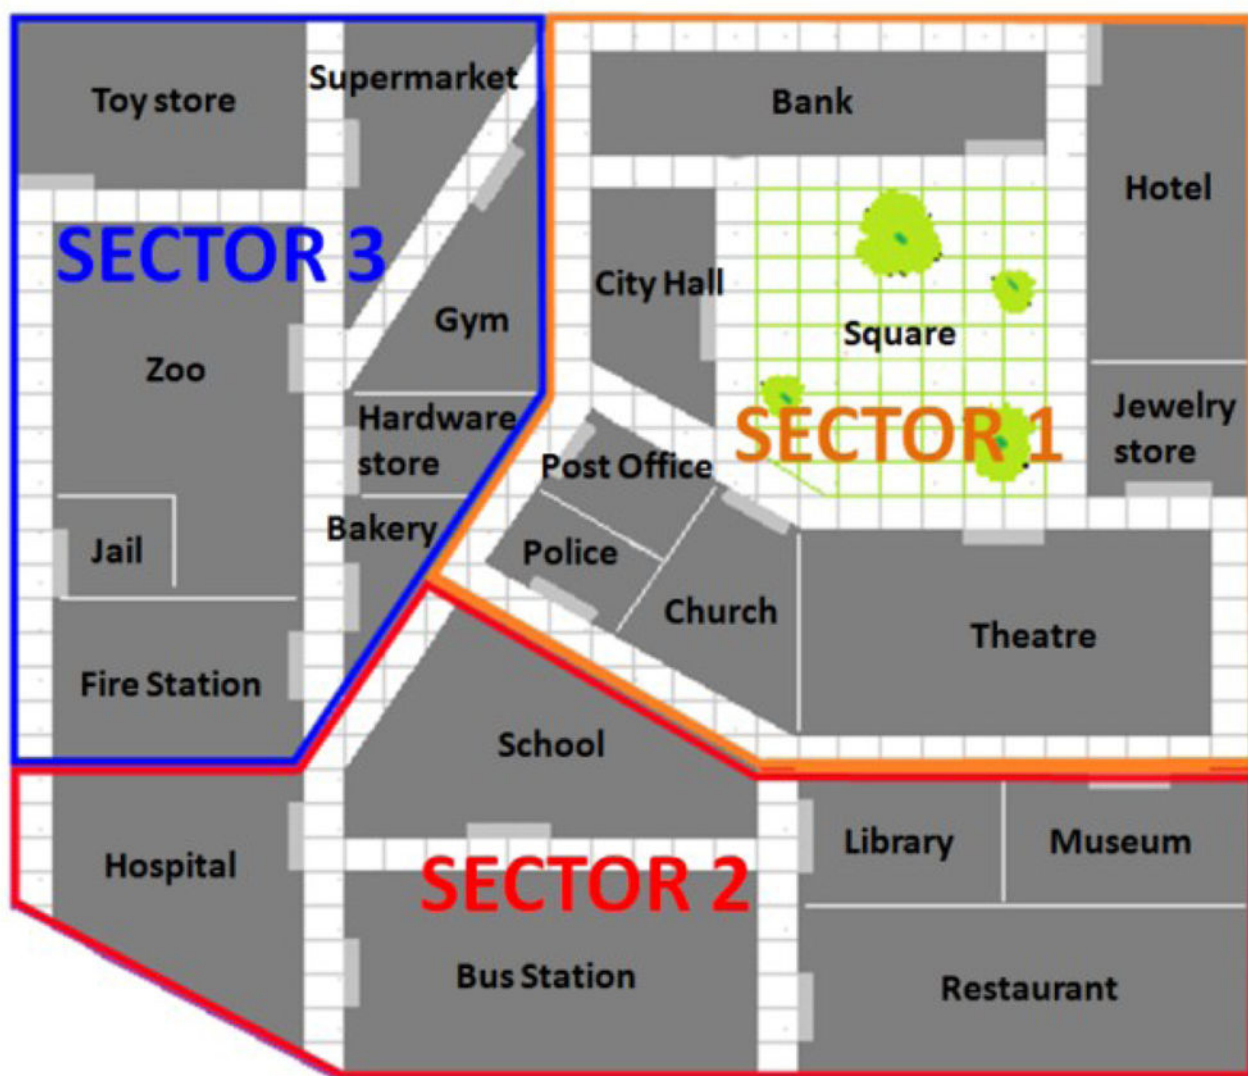 Toy store
Supermarket
Bank
Hotel
SECTOR 3
City Hall
Gym
Square
Zoo
Hardware
store
Jewelry
store
SECTOR 1
Post Office
Bakery
Jail
Police
Church
Theatre
Fire Station
School
Library
Museum
Hospital
SECTOR 2
Bus Station
Restaurant